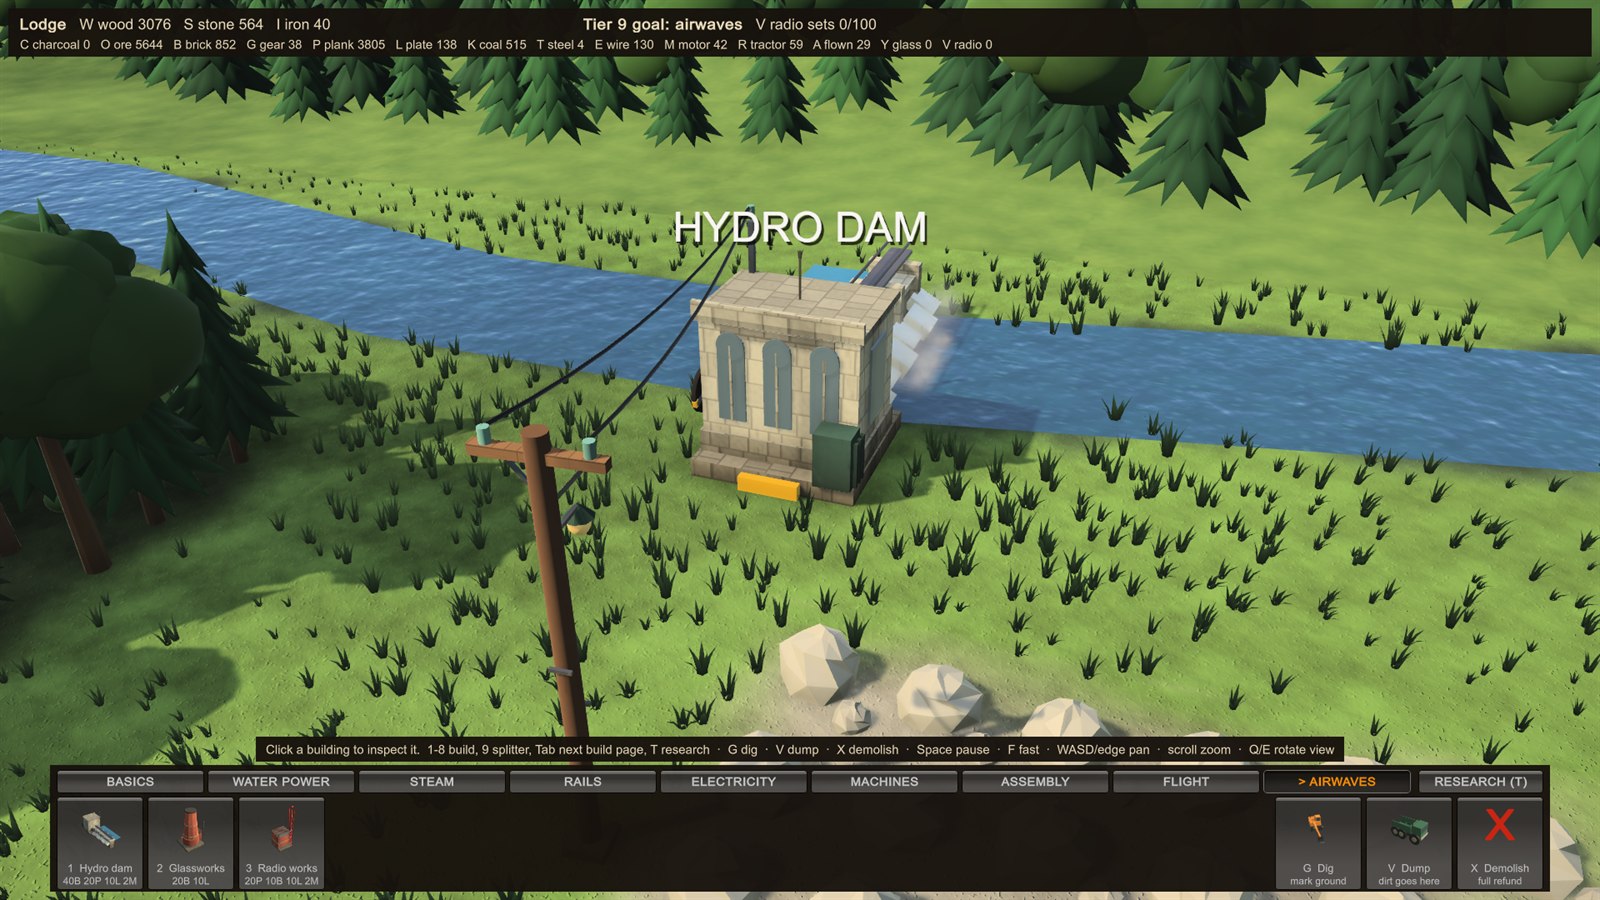 Lodge W wood 3076 S stone 564 I iron 40
Tier 9 goal: airwaves V radio sets 0/100
C charcoal 0 O ore 5644 B brick 852 G gear 38 P plank 3805 L plate 138 K coal 515 T steel 4 E wire 130 M motor 42 R tractor 59 A flown 29 Y glass 0 V radio 0
HYDRO DAM
Click a building to inspect it. 1-8 build, 9 splitter, Tab next build page, T research · G dig · V dump · X demolish · Space pause · F fast · WASD/edge pan · scroll zoom · Q/E rotate view
BASICS
WATER POWER
STEAM
RAILS
ELECTRICITY
MACHINES
ASSEMBLY
FLIGHT
> AIRWAVES
RESEARCH (T)
1 Hydro dam
40B 20P 10L 2M
2 Glassworks
20B 10L
3 Radio works
20P 10B 10L 2M
G Dig
mark ground
V Dump
dirt goes here
X
X Demolish
full refund